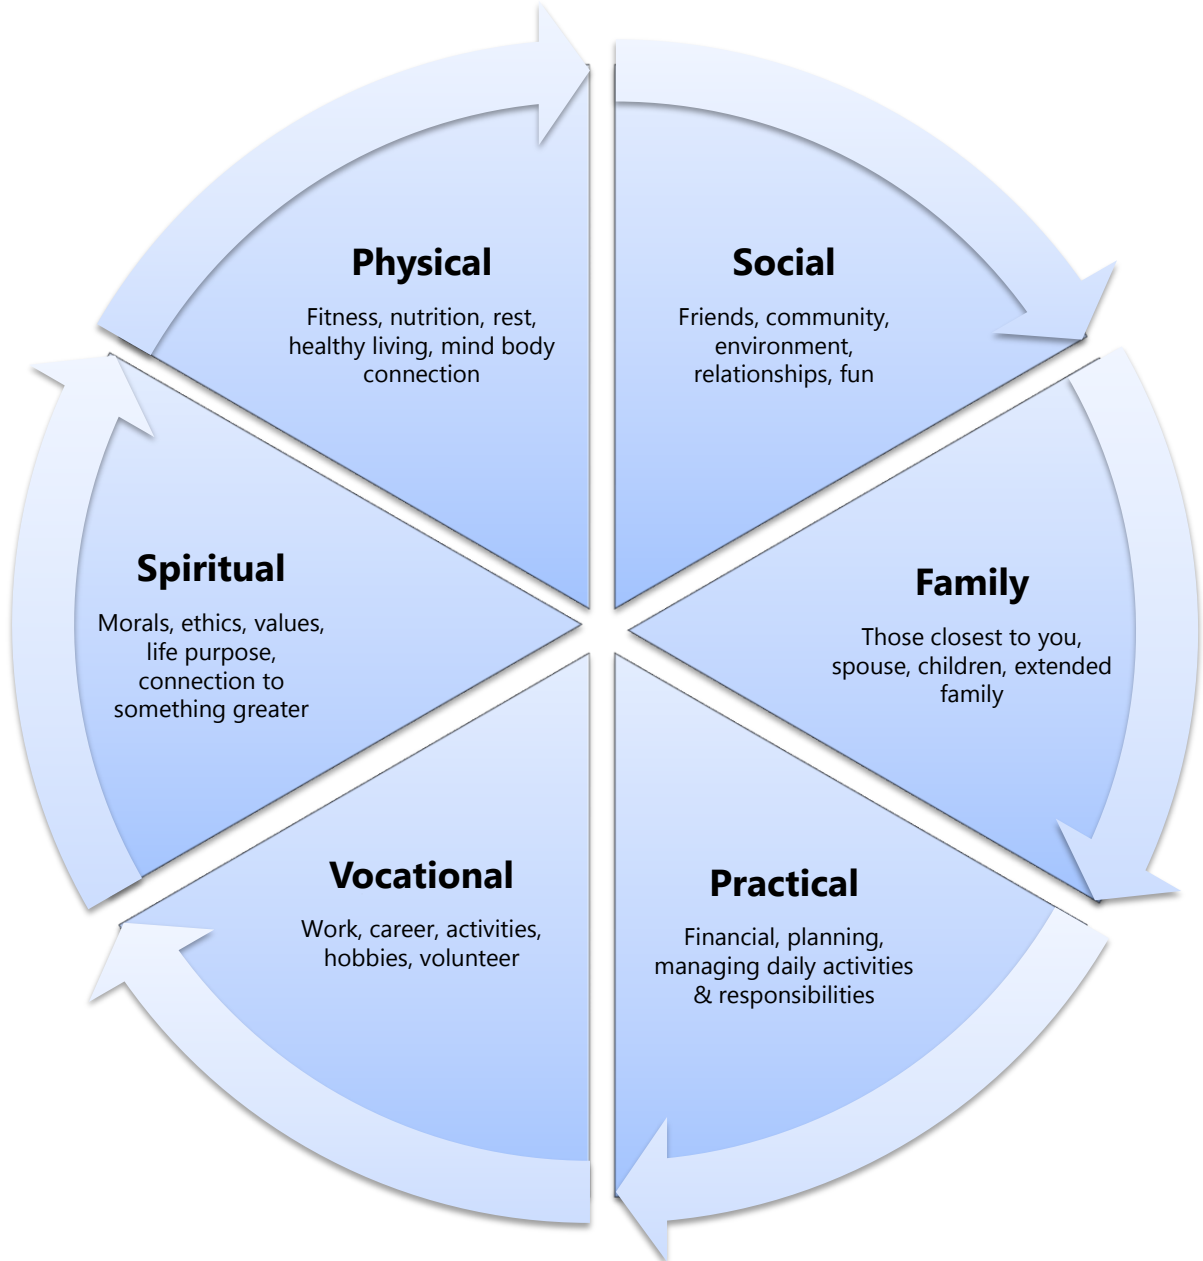 Physical
Fitness, nutrition, rest,
healthy living, mind body
connection
Social
Friends, community,
environment,
relationships, fun
Family
Those closest to you,
spouse, children, extended
family
Practical
Financial, planning,
managing daily activities
& responsibilities
Vocational
Work, career, activities,
hobbies, volunteer
Spiritual
Morals, ethics, values,
life purpose,
connection to
something greater